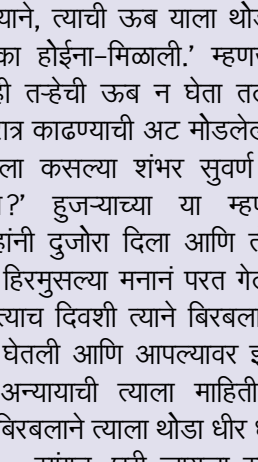 याने, त्याची ऊब याला थो
का होईना–मिळाली.’ म्हण
ही तऱ्हेची ऊब न घेता त
रात्र काढण्याची अट मोडले
ला कसल्या शंभर सुवर्ण
?’ हुजऱ्याच्या या म्ह
हांनी दुजोरा दिला आणि त
हिरमुसल्या मनानं परत गे
त्याच दिवशी त्याने बिरबल
घेतली आणि आपल्यावर झ
अन्यायाची त्याला माहिती
बिरबलाने त्याला थोडा धीर